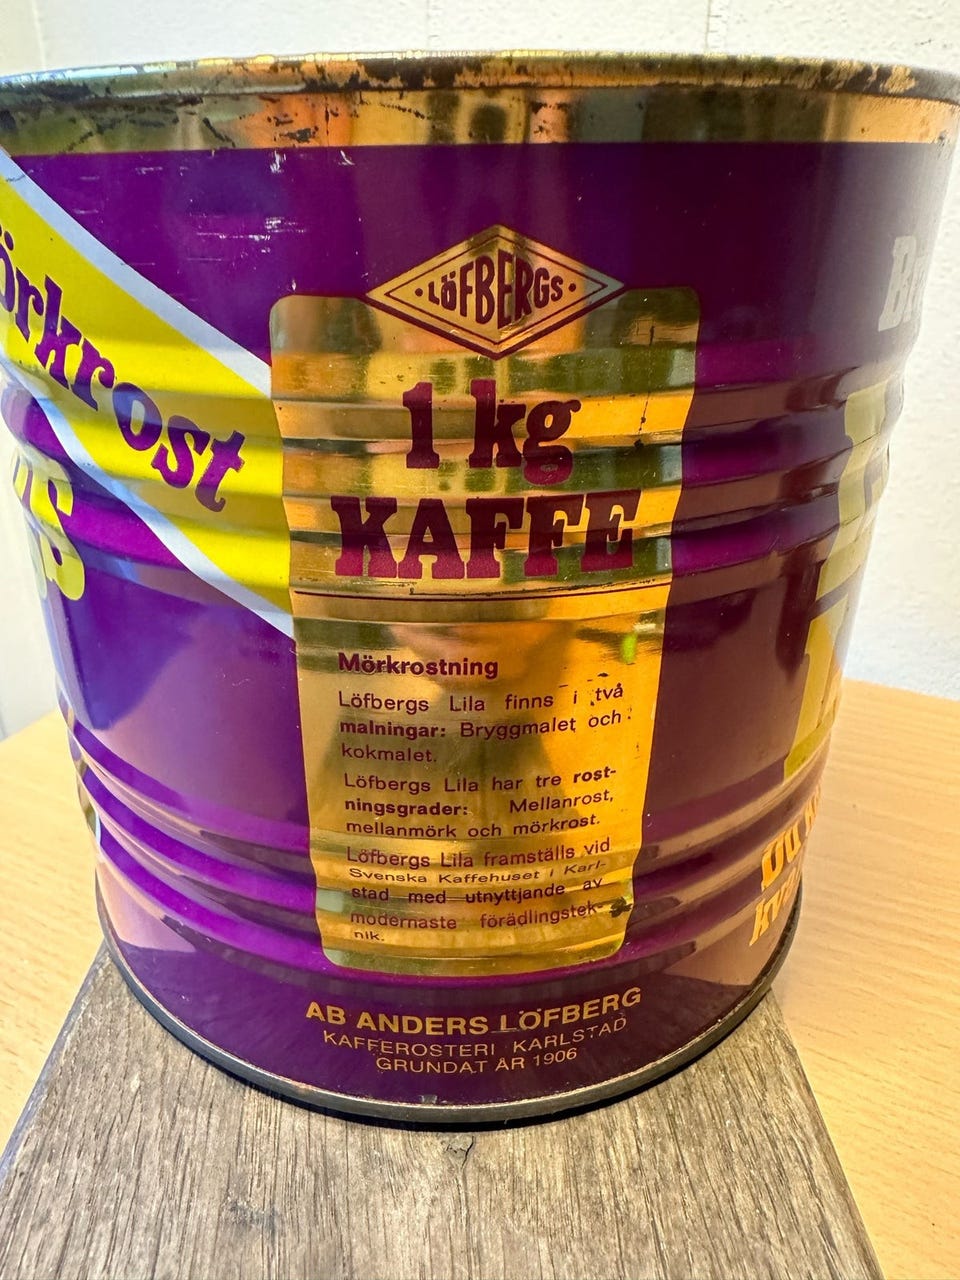 LÖFBERGS
1 kg
KAFFE
Mörkrostning
Löfbergs Lila finns i två
malningar: Bryggmalet och
kokmalet.
Löfbergs Lila har tre rost-
ningsgrader: Mellanrost,
mellanmörk och mörkrost.
Löfbergs Lila framställs vid
Svenska Kaffehuset i Karl-
stad med utnyttjande av
modernaste förädlingstek-
nik.
AB ANDERS LÖFBERG
KAFFEROSTERI KARLSTAD
GRUNDAT ÅR 1906
örkrost